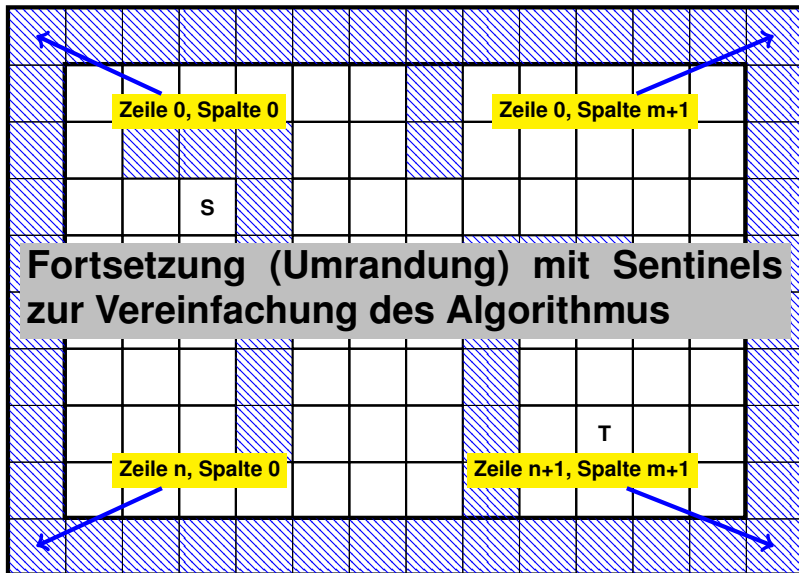 Zeile 0, Spalte 0
Zeile 0, Spalte m+1
S
Fortsetzung (Umrandung) mit Sentinels
zur Vereinfachung des Algorithmus
T
Zeile n, Spalte 0
Zeile n+1, Spalte m+1